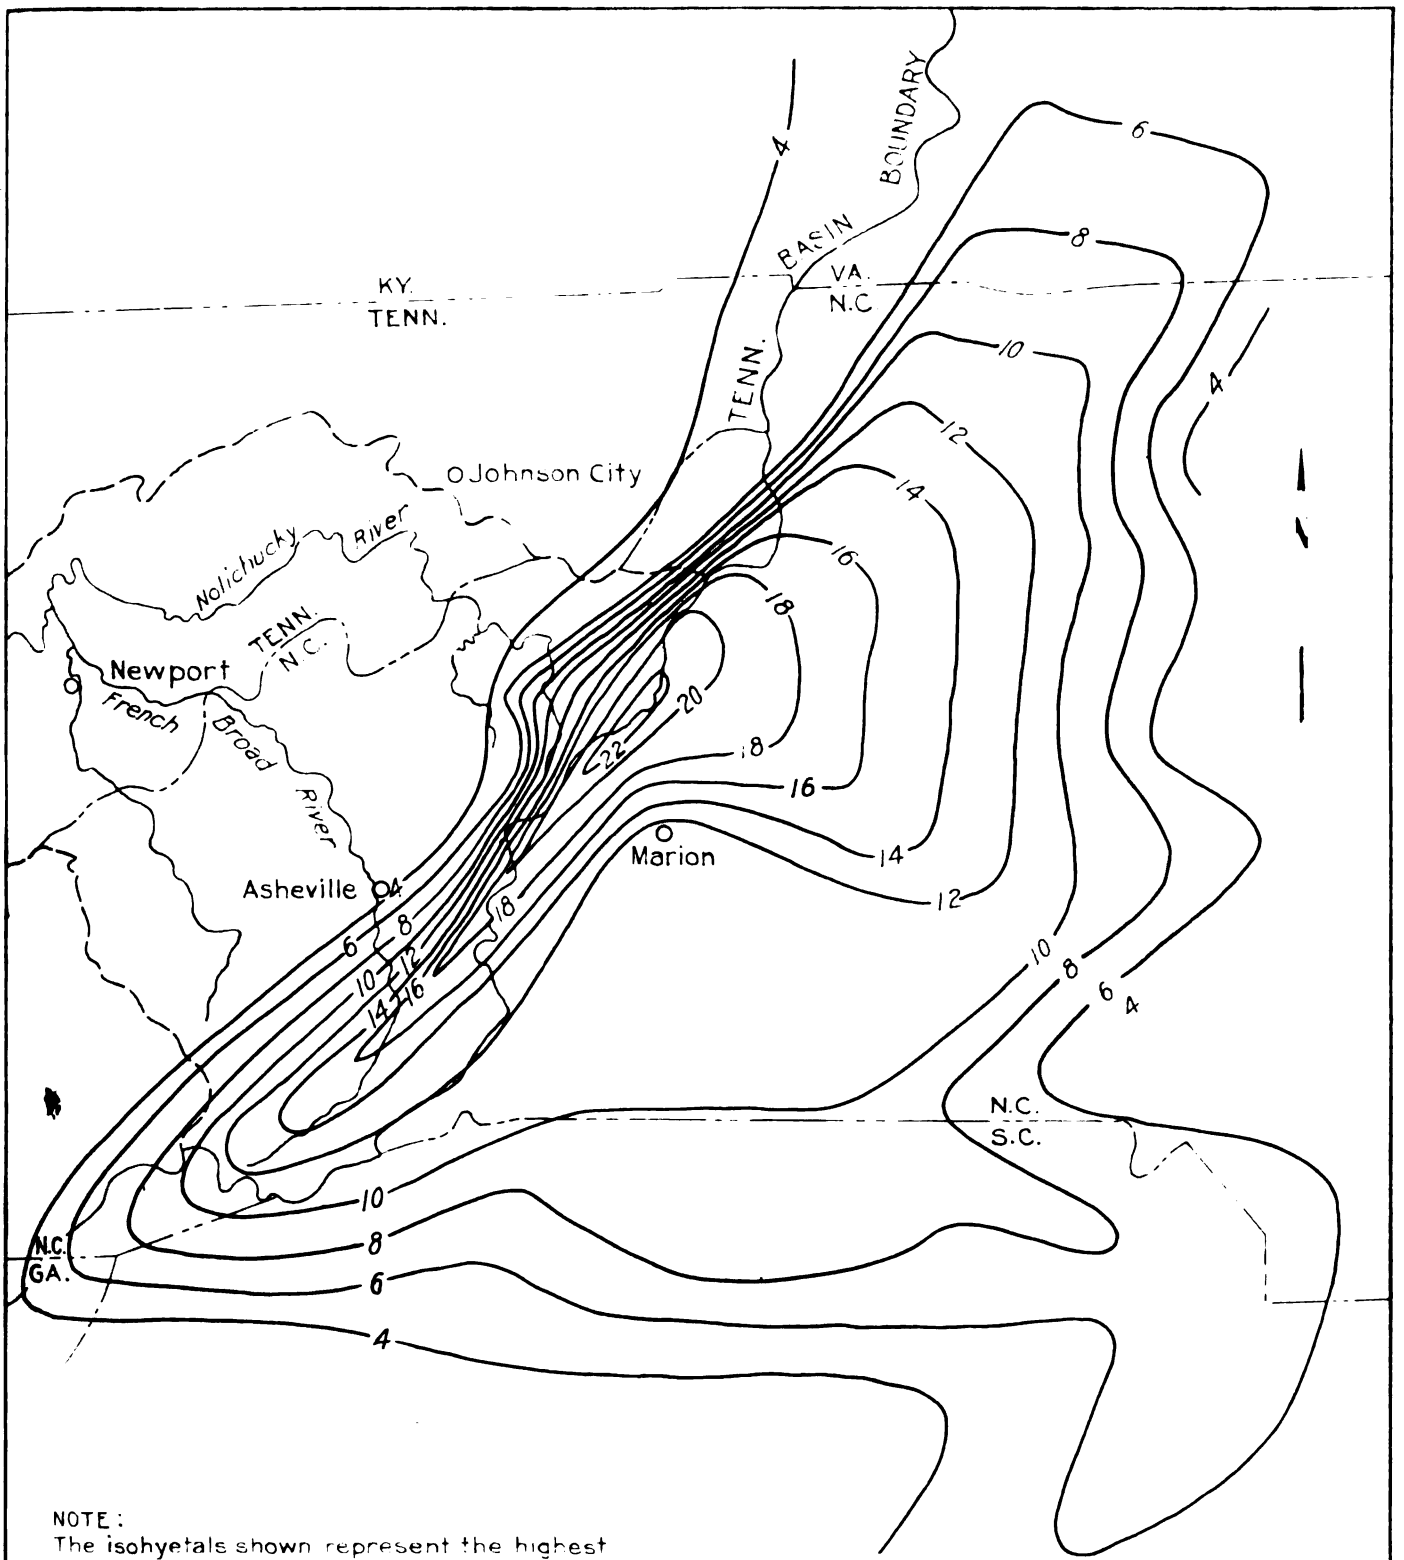 6
4
BOUNDARY
BASIN
8
VA.
N.C
KY.
TENN.
10
TENN.
4
12
Johnson City
14
River
Nolichucky
16
18
TENN.
N.C.
Newport
French
Broad
River
20
22
18
16
Marion
14
Asheville
4
12
18
8
6
12
10
16
14
10
8
6
4
N.C.
S.C.
10
8
N.C.
GA.
6
4
NOTE:
The isohyetals shown represent the highest